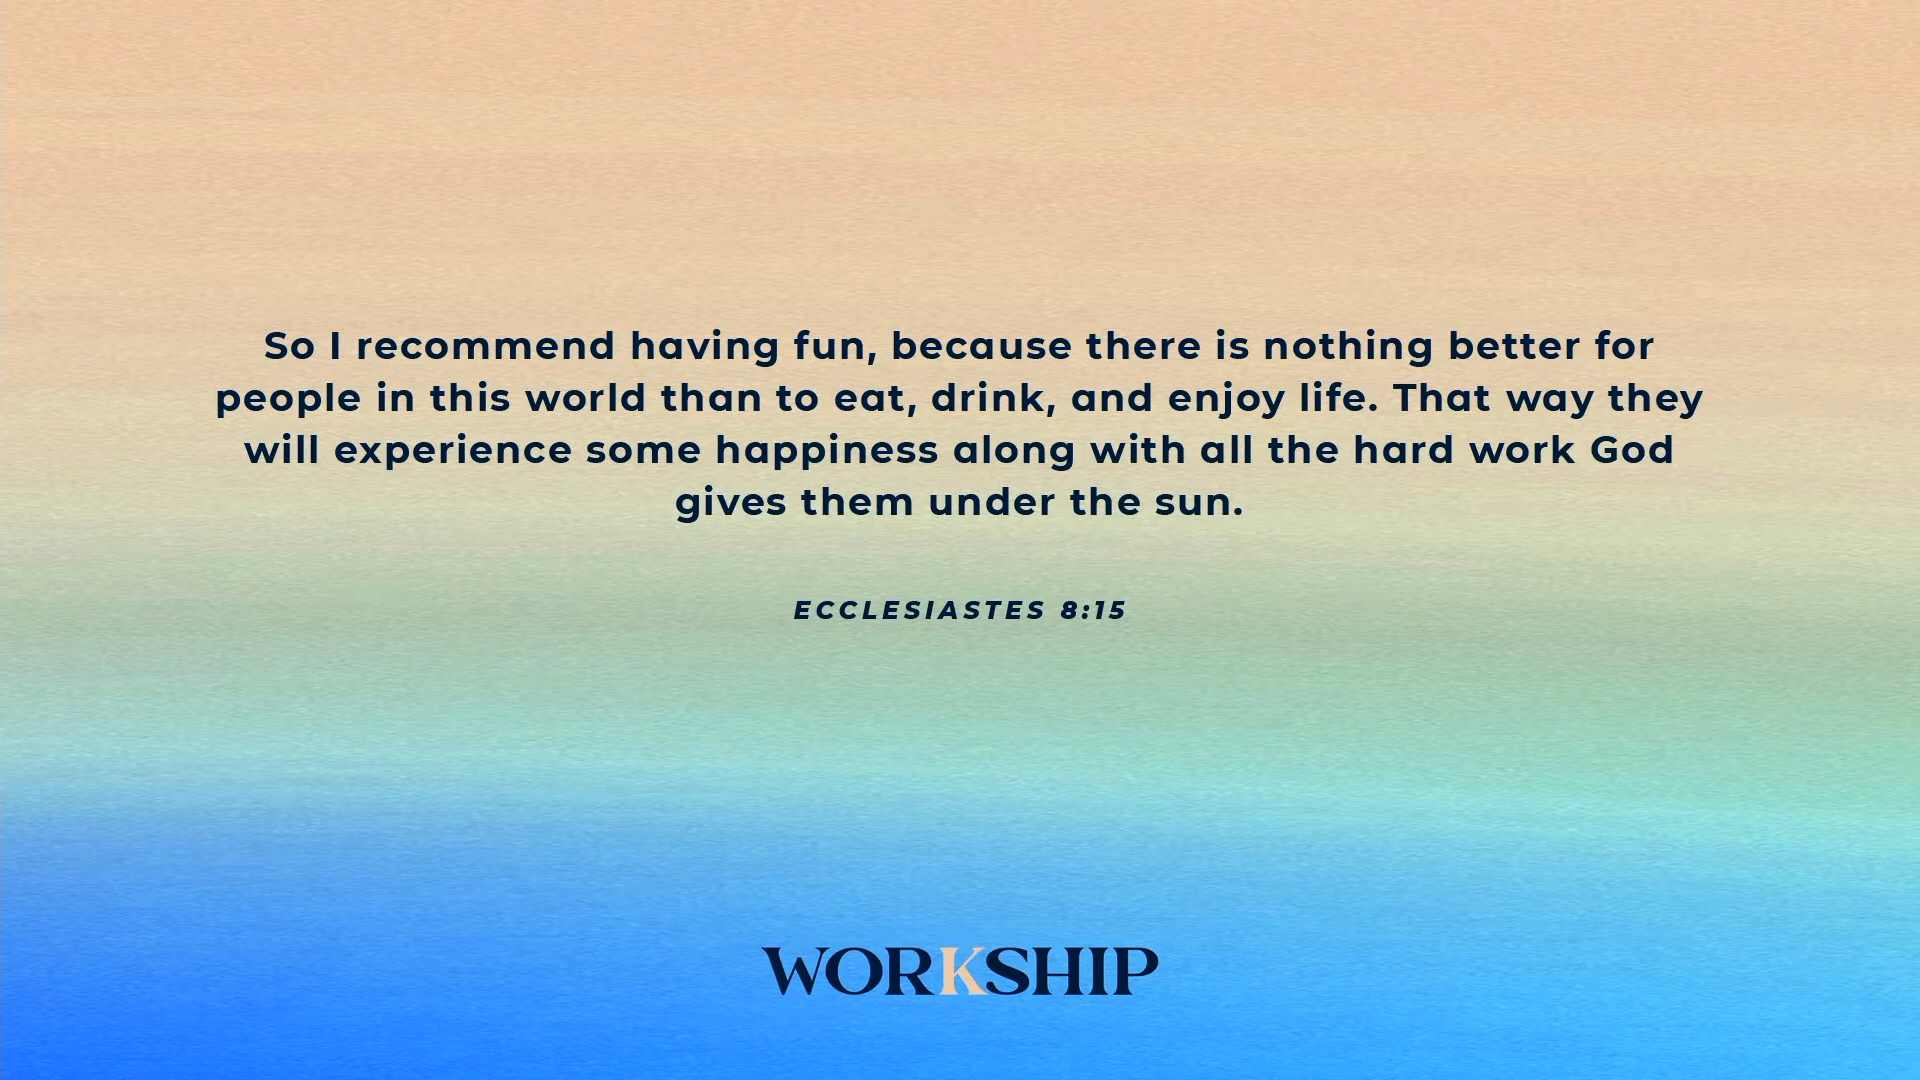 So I recommend having fun, because there is nothing better for
people in this world than to eat, drink, and enjoy life. That way they
will experience some happiness along with all the hard work God
gives them under the sun.
ECCLESIASTES 8:15
WORKSHIP